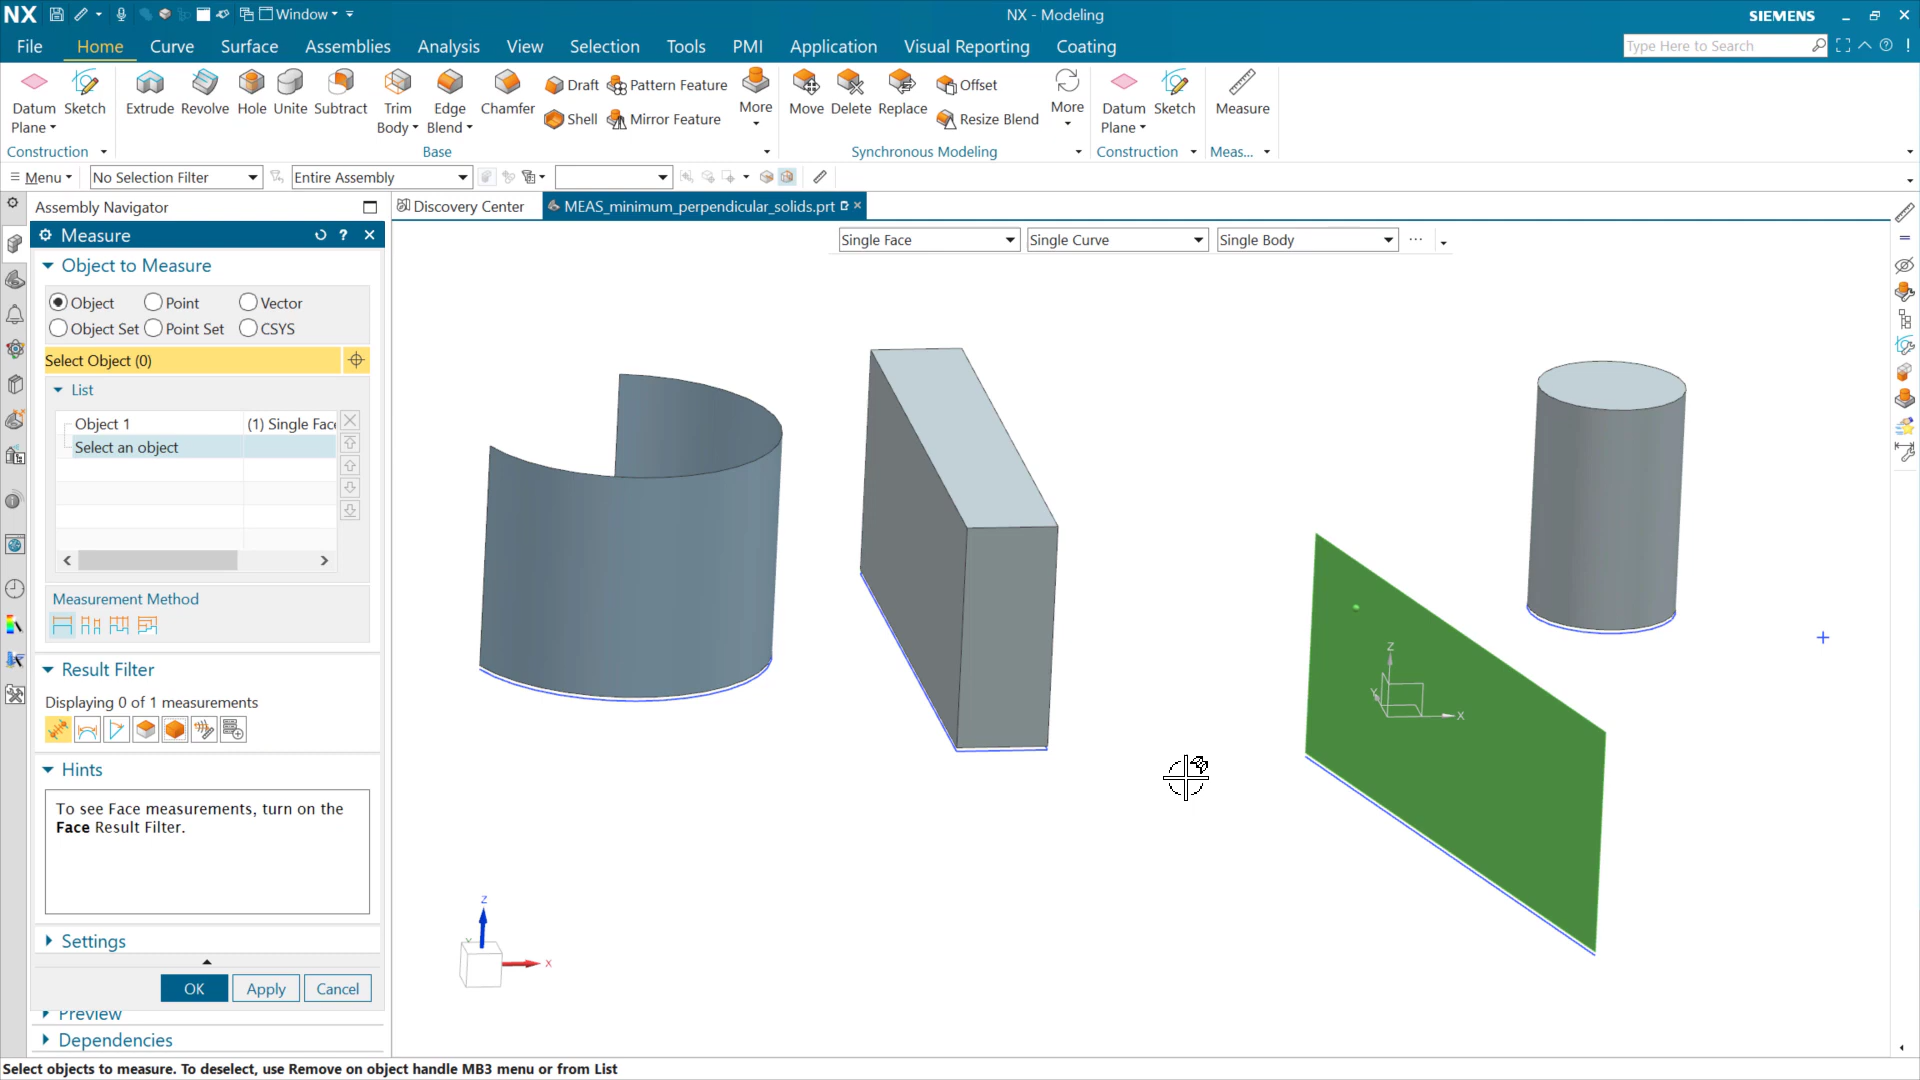 NX Window NX - Modeling SIEMENS
File Home Curve Surface Assemblies Analysis View Selection Tools PMI Application Visual Reporting Coating Type Here to Search
Datum Plane Sketch Extrude Revolve Hole Unite Subtract Trim Body Edge Blend Chamfer Draft Pattern Feature More Move Delete Replace Offset More Datum Plane Sketch Measure
Shell Mirror Feature Resize Blend
Construction Base Synchronous Modeling Construction Meas...
Menu No Selection Filter Entire Assembly
Assembly Navigator Discovery Center MEAS_minimum_perpendicular_solids.prt
Measure ?
Single Face Single Curve Single Body ...
Object to Measure
Object Point Vector
Object Set Point Set CSYS
Select Object (0)
List
Object 1 (1) Single Face
Select an object
Measurement Method
Result Filter
Displaying 0 of 1 measurements
Hints
To see Face measurements, turn on the
Face Result Filter.
Settings
OK Apply Cancel
Preview
Dependencies
Z
Y
X
Z
Y
X
Select objects to measure. To deselect, use Remove on object handle MB3 menu or from List